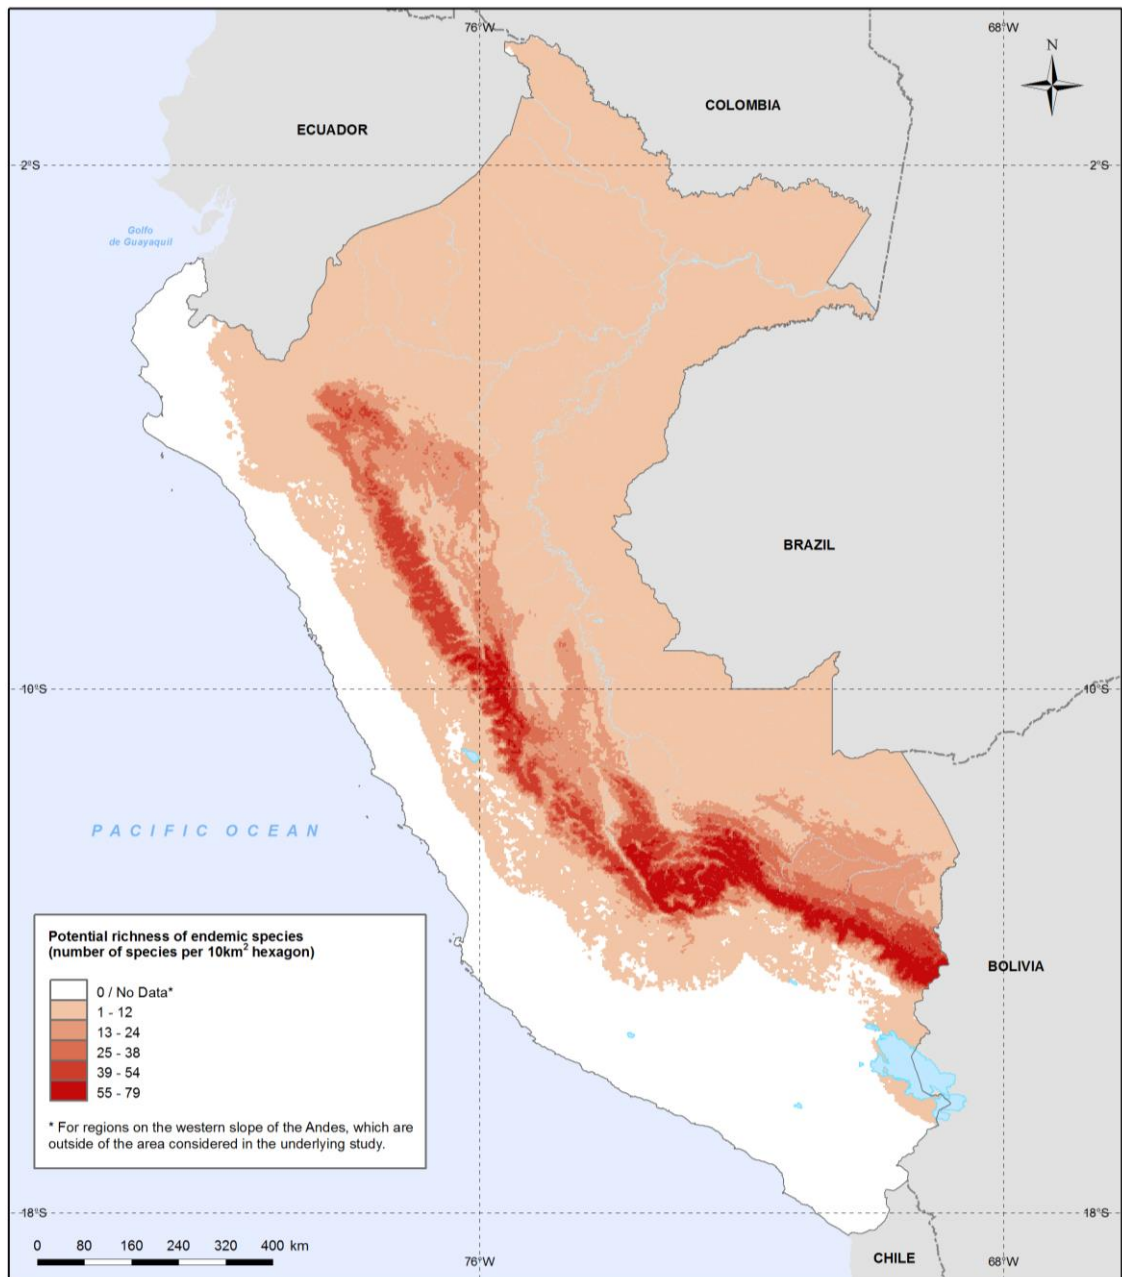 76°W
68°W
N
COLOMBIA
ECUADOR
2°S
2°S
Golfo
de Guayaquil
BRAZIL
10°S
10°S
PACIFIC OCEAN
BOLIVIA
Potential richness of endemic species
(number of species per 10km² hexagon)
0 / No Data*
1 - 12
13 - 24
25 - 38
39 - 54
55 - 79
* For regions on the western slope of the Andes, which are
outside of the area considered in the underlying study.
18°S
18°S
0 80 160 240 320 400 km
76°W
68°W
CHILE